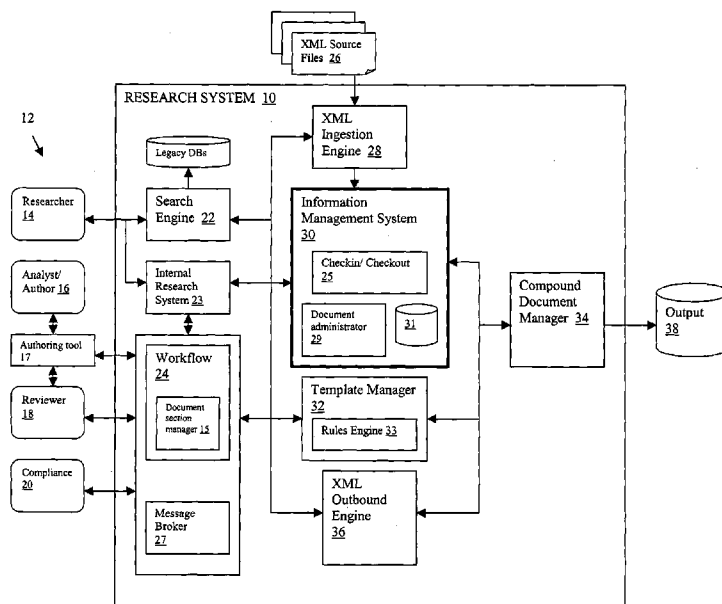 XML Source
Files 26
RESEARCH SYSTEM 10
12
XML
Ingestion
Engine 28
Legacy DBs
Researcher
14
Search
Engine 22
Information
Management System
30
Checkin/ Checkout
25
Analyst/
Author 16
Internal
Research
System 23
Compound
Document
Manager 34
Output
38
Document
administrator
29
31
Authoring tool
17
Workflow
24
Template Manager
32
Rules Engine 33
Reviewer
18
Document
section
manager 15
Compliance
20
XML
Outbound
Engine
36
Message
Broker
27